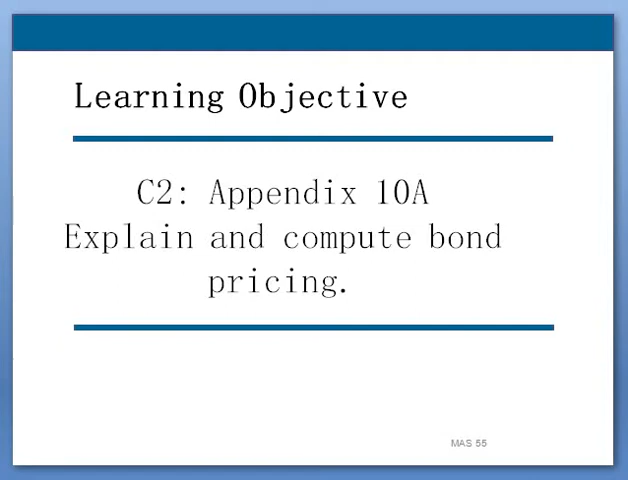 Learning Objective
C2: Appendix 10A
Explain and compute bond
pricing.
MAS 55